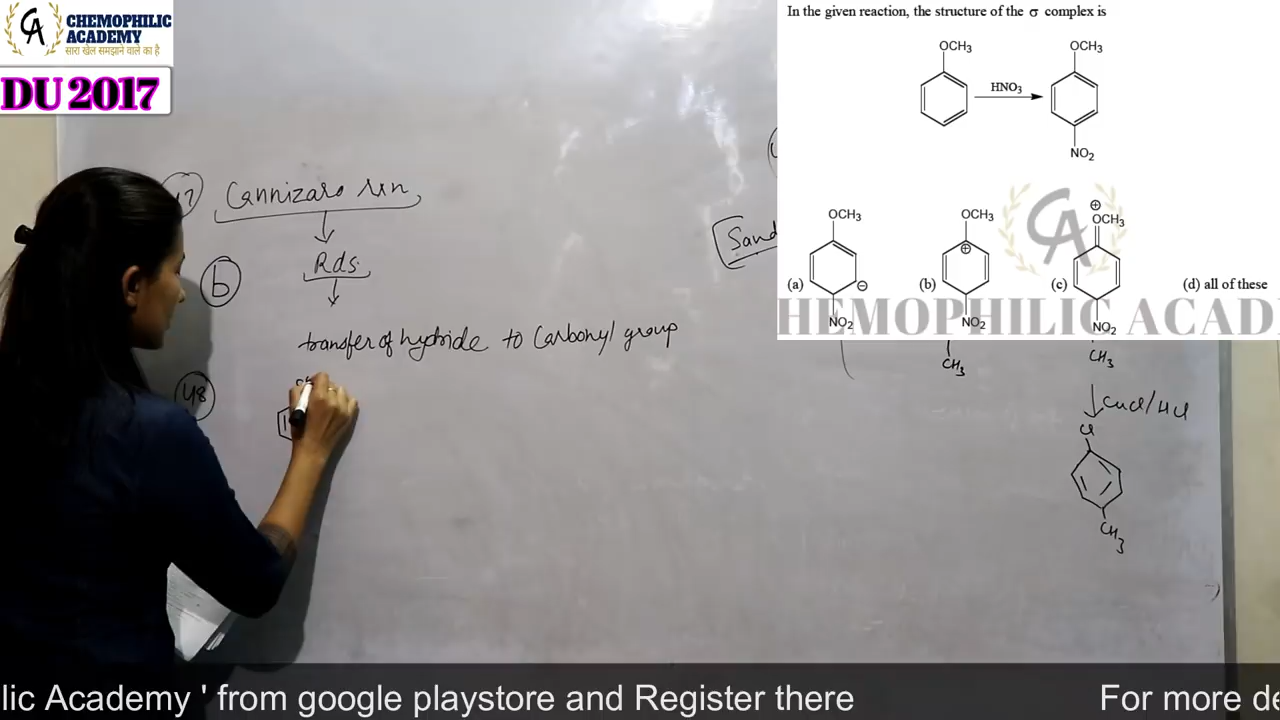 CHEMOPHILIC
ACADEMY
सारा खेल समझाने वाले का है
DU 2017
In the given reaction, the structure of the σ complex is
OCH3
HNO3
OCH3
NO2
(a)
OCH3
⊖
NO2
(b)
OCH3
⊕
NO2
(c)
⊕
OCH3
NO2
(d) all of these
CA
HEMOPHILIC ACAD
Cannizaro rxn
Rds
b
transfer of hydride to Carbonyl group
48
Sand
CH3
CH3
CuCl/HCl
Cl
CH3
lic Academy ' from google playstore and Register there
For more de